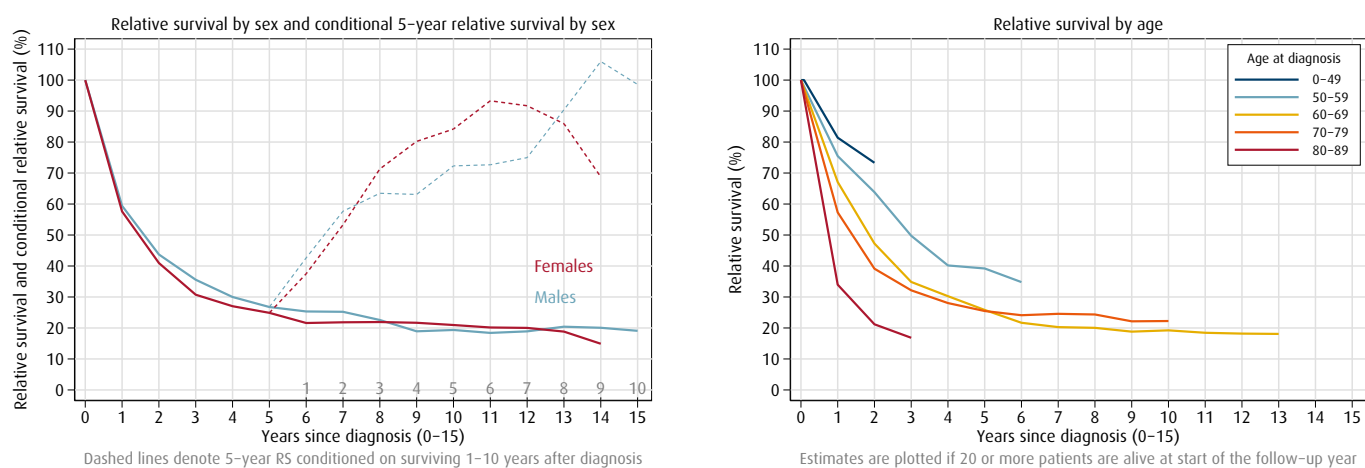 Relative survival by sex and conditional 5-year relative survival by sex
Relative survival and conditional relative survival (%)
110
100
90
80
70
60
50
40
30
20
10
0
Females
Males
1 2 3 4 5 6 7 8 9 10
0 1 2 3 4 5 6 7 8 9 10 11 12 13 14 15
Years since diagnosis (0-15)
Dashed lines denote 5-year RS conditioned on surviving 1-10 years after diagnosis
Relative survival by age
Relative survival (%)
110
100
90
80
70
60
50
40
30
20
10
0
Age at diagnosis
0-49
50-59
60-69
70-79
80-89
0 1 2 3 4 5 6 7 8 9 10 11 12 13 14 15
Years since diagnosis (0-15)
Estimates are plotted if 20 or more patients are alive at start of the follow-up year